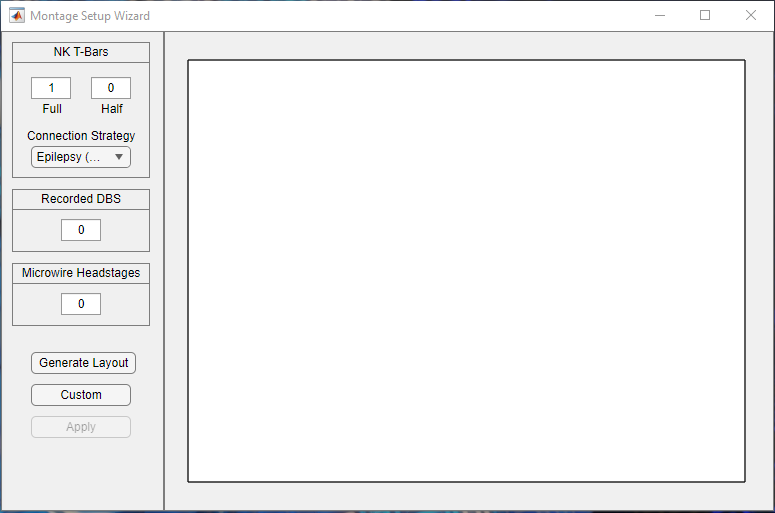 Montage Setup Wizard
NK T-Bars
1 0
Full Half
Connection Strategy
Epilepsy (...
Recorded DBS
0
Microwire Headstages
0
Generate Layout
Custom
Apply